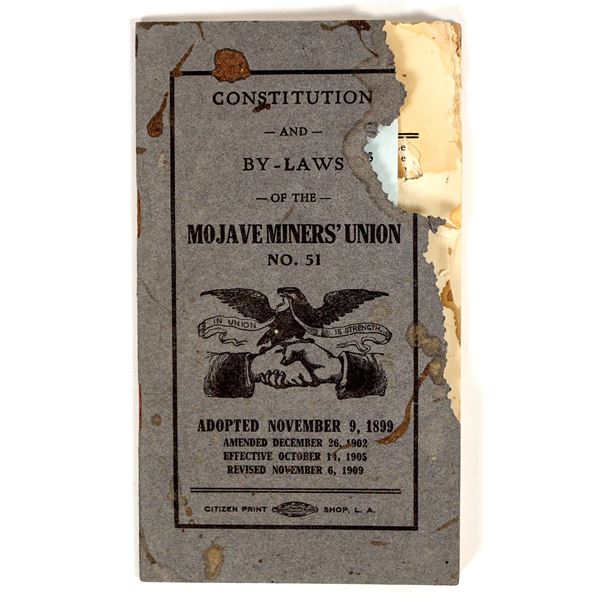 CONSTITUTION
— AND —
BY-LAWS
— OF THE —
MOJAVE MINERS' UNION
NO. 51
IN UNION IS STRENGTH
ADOPTED NOVEMBER 9, 1899
AMENDED DECEMBER 26, 1902
EFFECTIVE OCTOBER 14, 1905
REVISED NOVEMBER 6, 1909
CITIZEN PRINT SHOP, L. A.